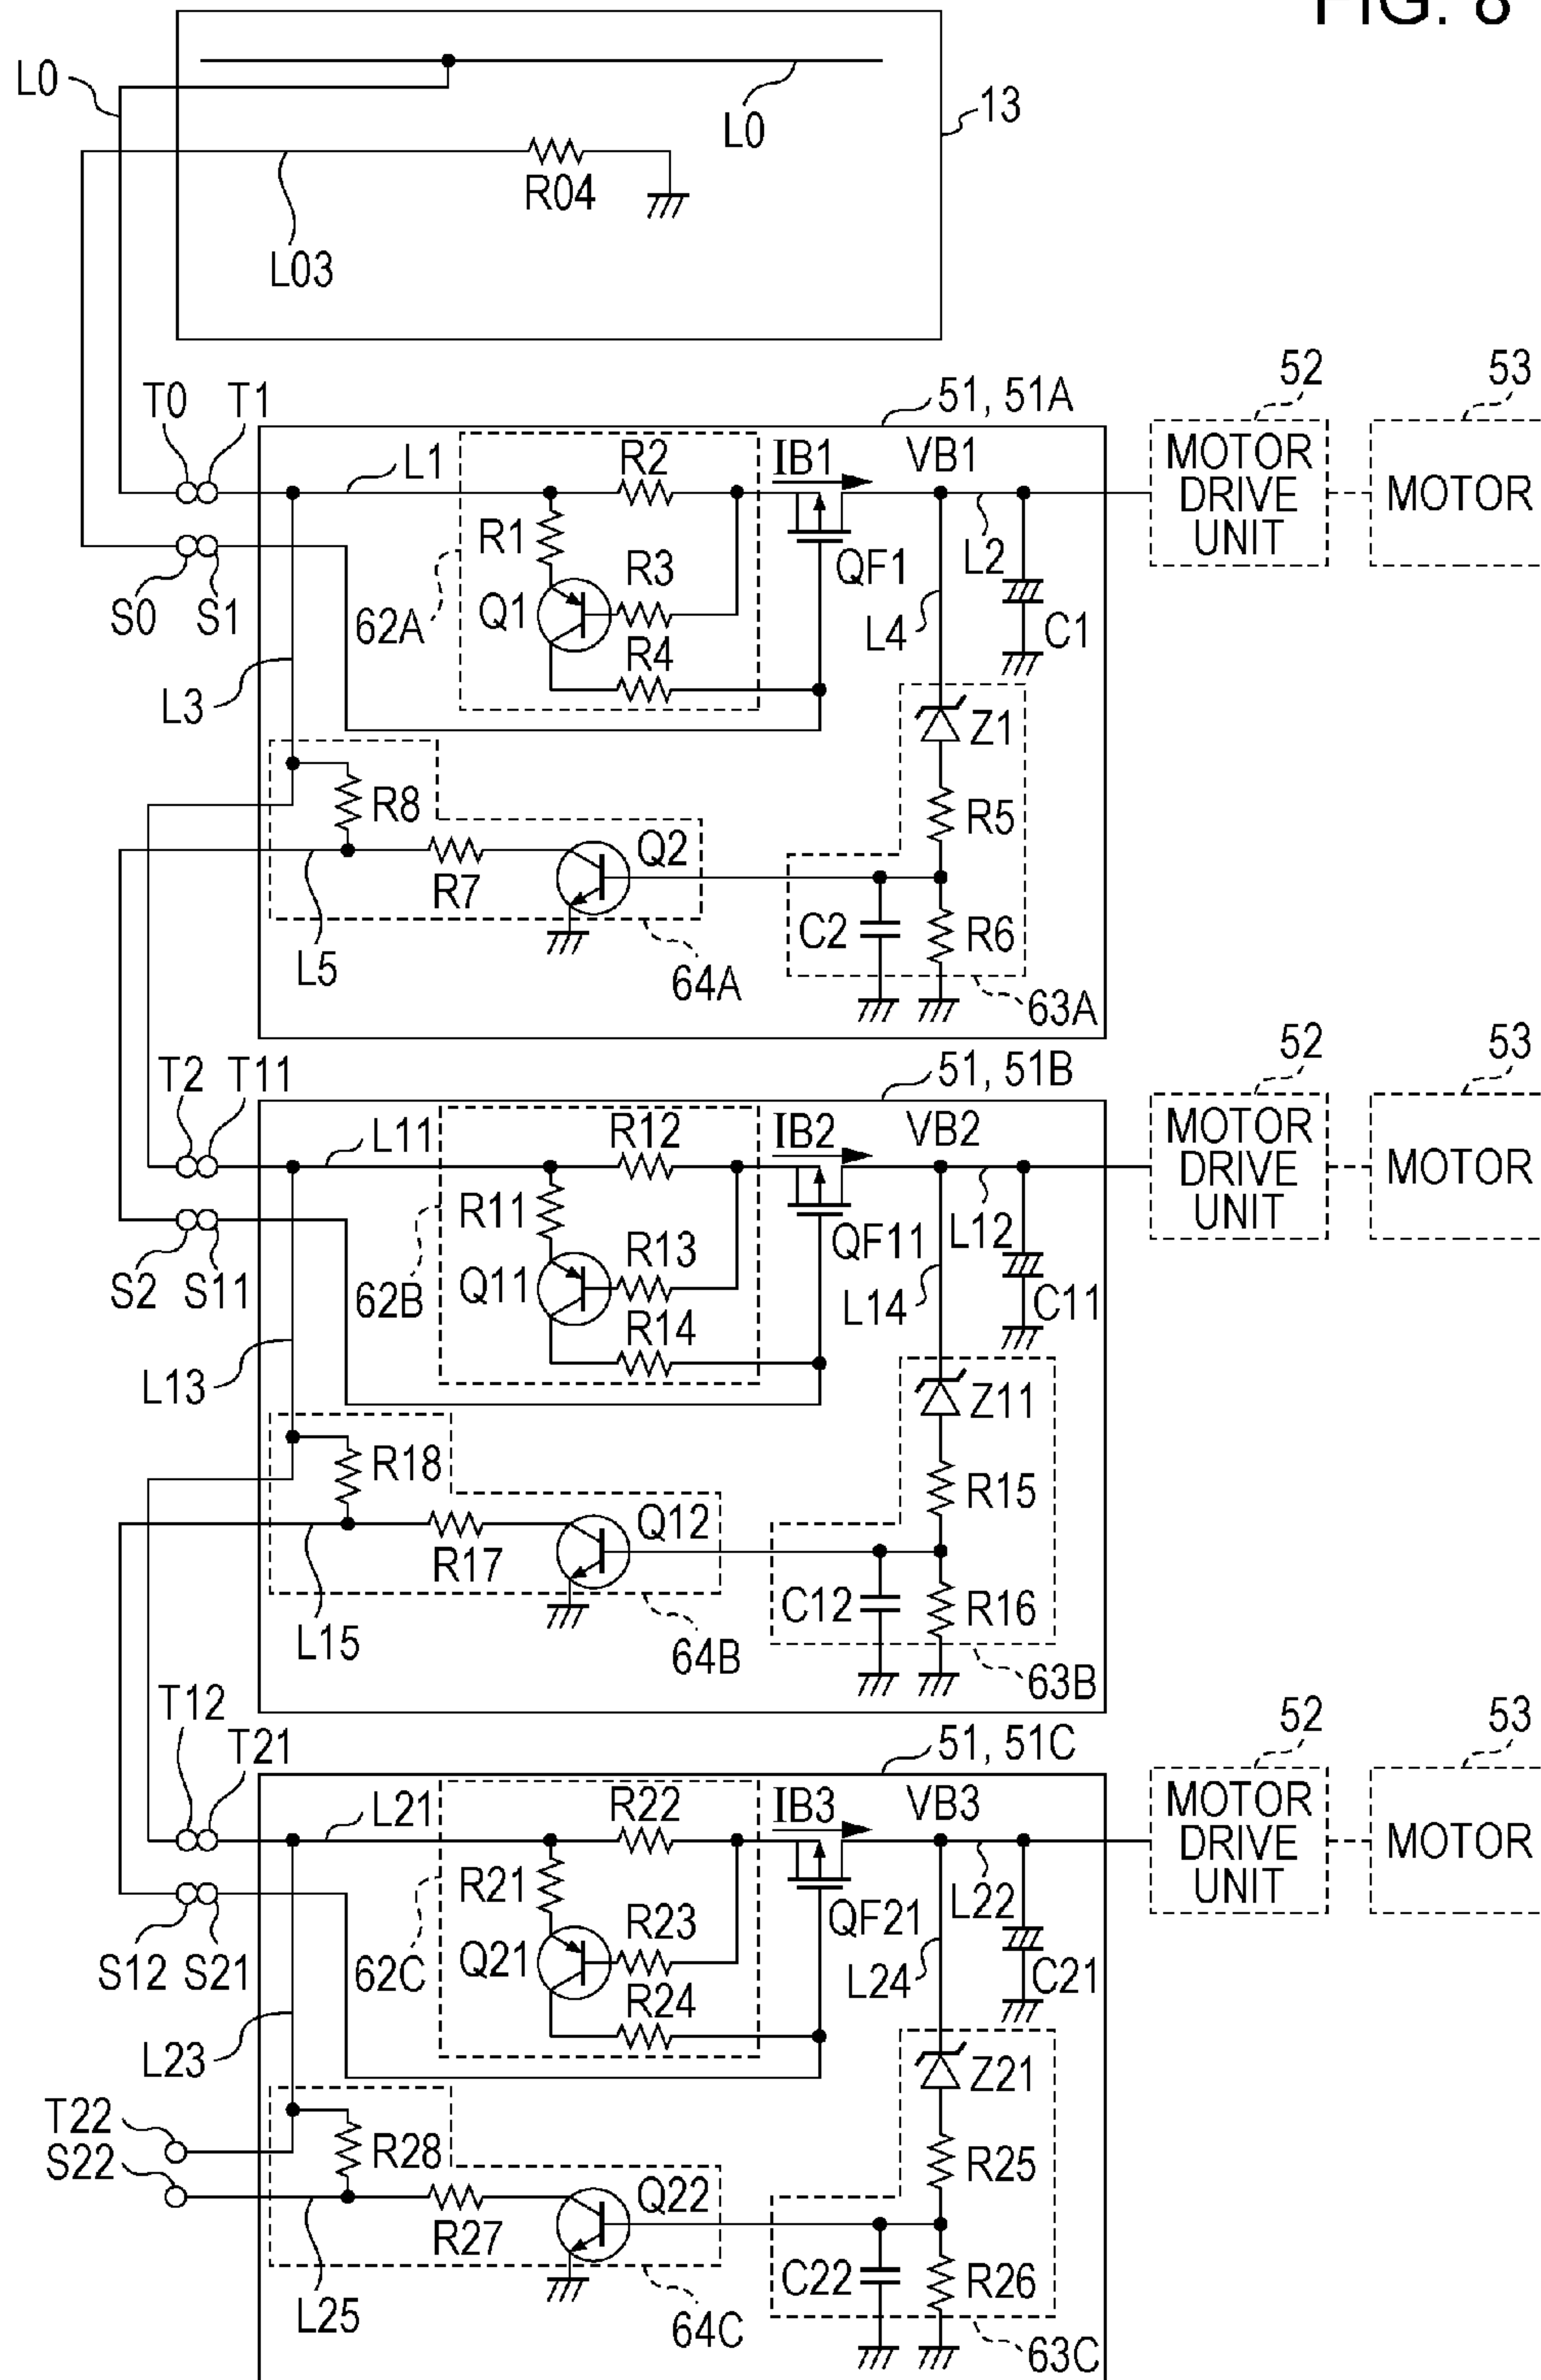 FIG. 8
L0
L0
13
R04
L03
52
53
T0
T1
51, 51A
MOTOR
DRIVE
UNIT
MOTOR
L1
R2
IB1
VB1
R1
R3
QF1
L2
S0
S1
62A
Q1
R4
L4
C1
L3
Z1
R8
R5
Q2
R7
C2
R6
L5
64A
63A
52
53
T2
T11
51, 51B
MOTOR
DRIVE
UNIT
MOTOR
L11
R12
IB2
VB2
R11
R13
QF11
L12
S2
S11
62B
Q11
R14
L14
C11
L13
Z11
R18
R15
Q12
R17
C12
R16
L15
64B
63B
52
53
T12
T21
51, 51C
MOTOR
DRIVE
UNIT
MOTOR
L21
R22
IB3
VB3
R21
R23
QF21
L22
S12
S21
62C
Q21
R24
L24
C21
L23
Z21
T22
S22
R28
R25
Q22
R27
C22
R26
L25
64C
63C